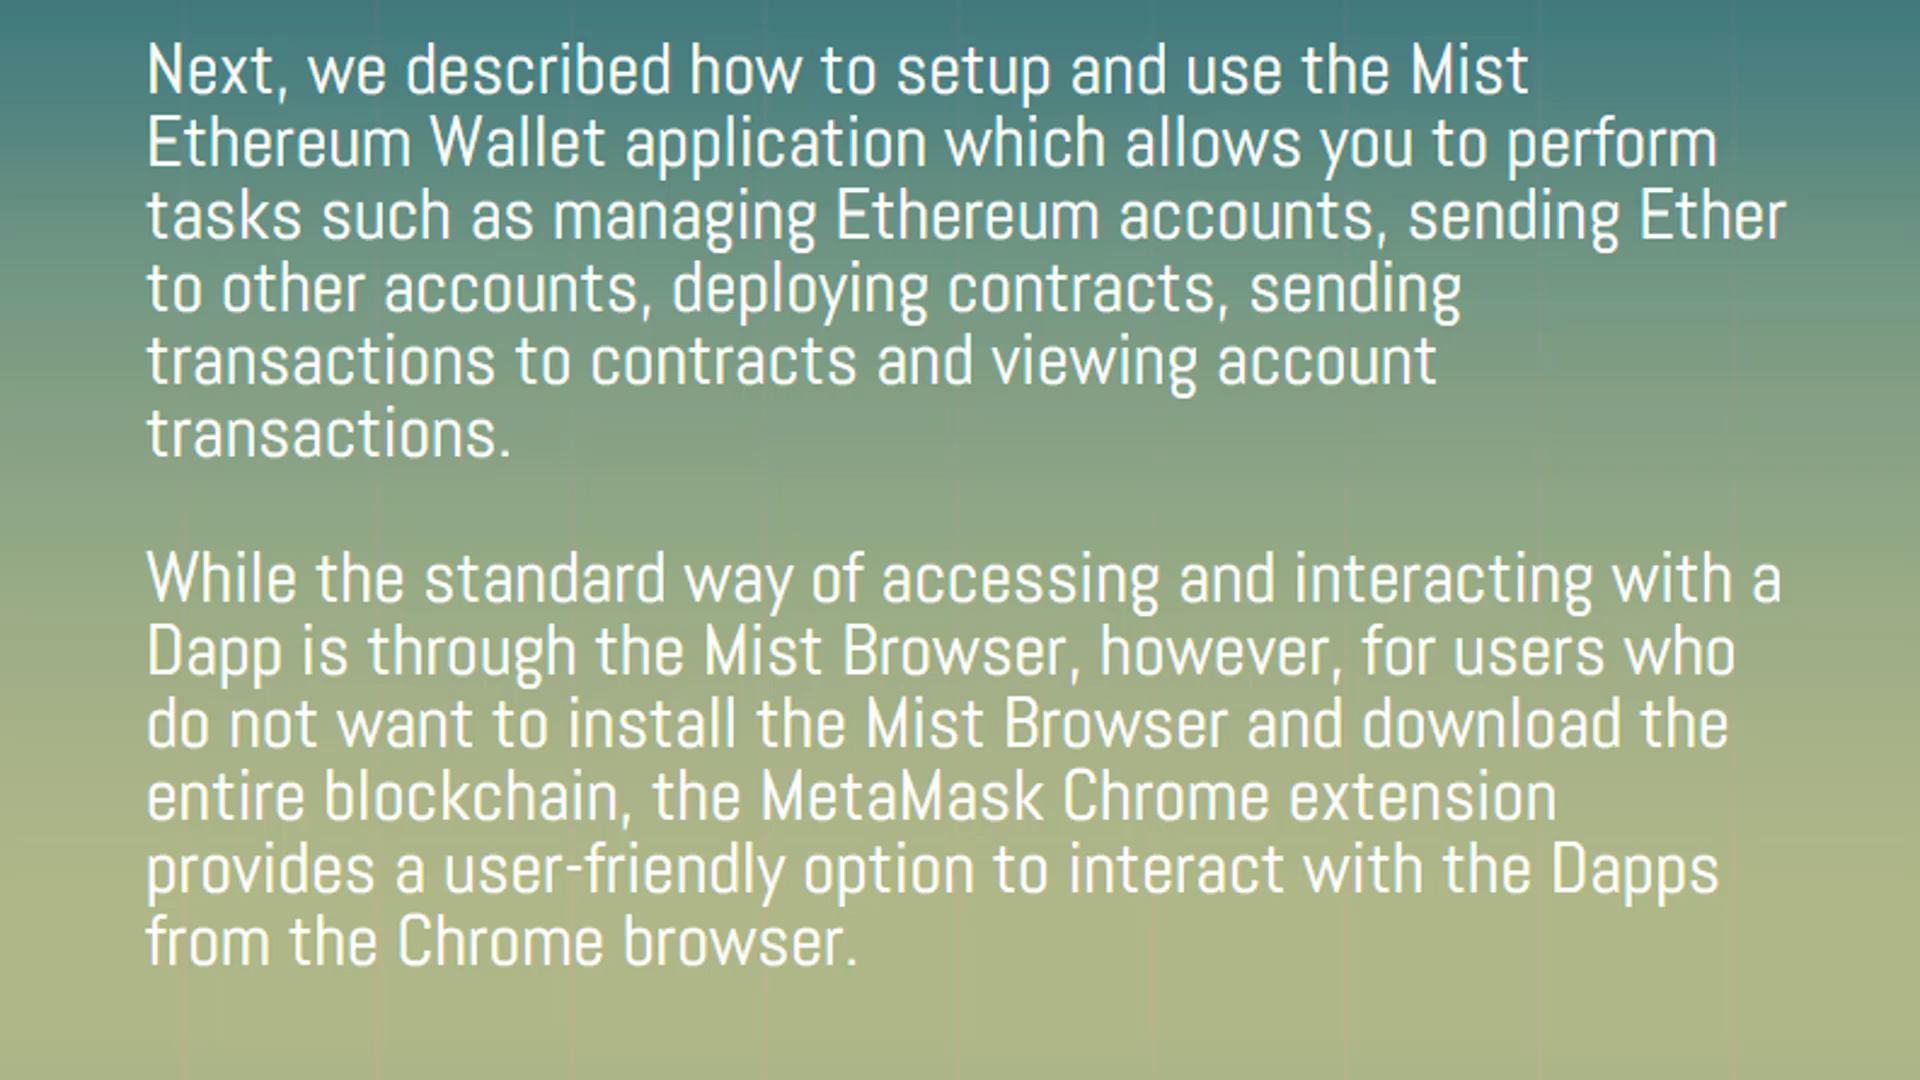 Next, we described how to setup and use the Mist
Ethereum Wallet application which allows you to perform
tasks such as managing Ethereum accounts, sending Ether
to other accounts, deploying contracts, sending
transactions to contracts and viewing account
transactions.
While the standard way of accessing and interacting with a
Dapp is through the Mist Browser, however, for users who
do not want to install the Mist Browser and download the
entire blockchain, the MetaMask Chrome extension
provides a user-friendly option to interact with the Dapps
from the Chrome browser.